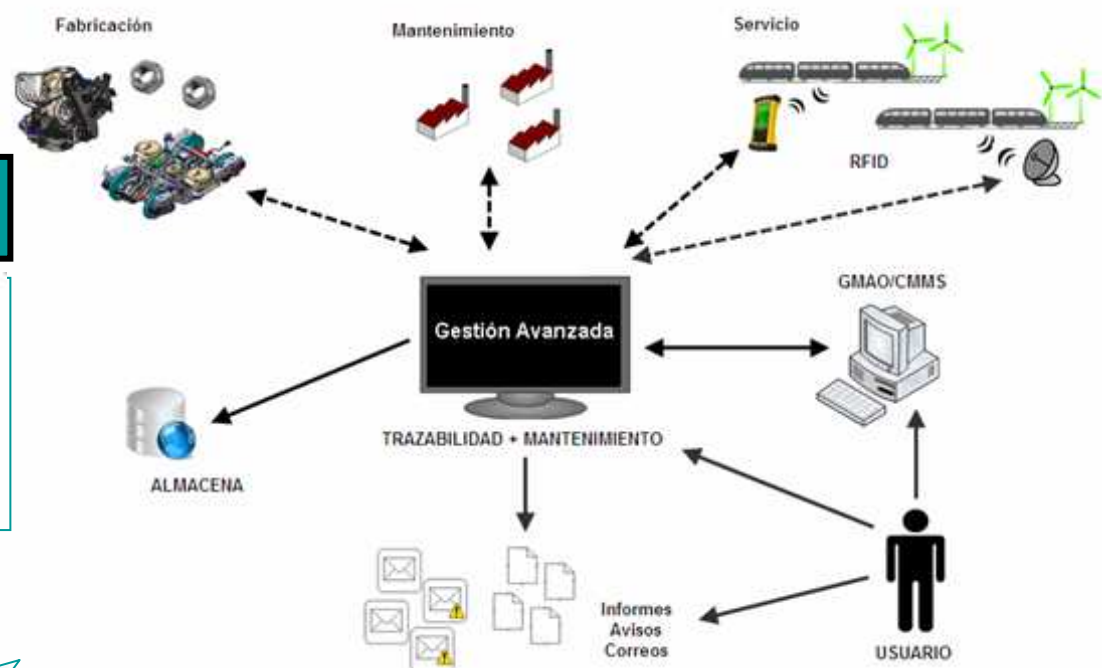 Fabricación
Mantenimiento
Servicio
RFID
GMAO/CMMS
Gestión Avanzada
TRAZABILIDAD + MANTENIMIENTO
ALMACENA
Informes
Avisos
Correos
USUARIO